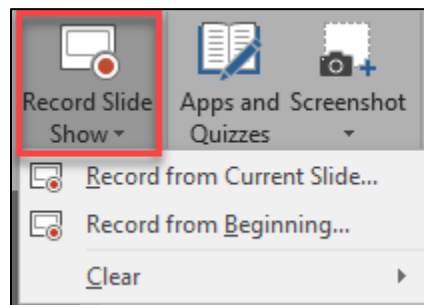 Record Slide
Show
Apps and
Quizzes
Screenshot
Record from Current Slide...
Record from Beginning...
Clear